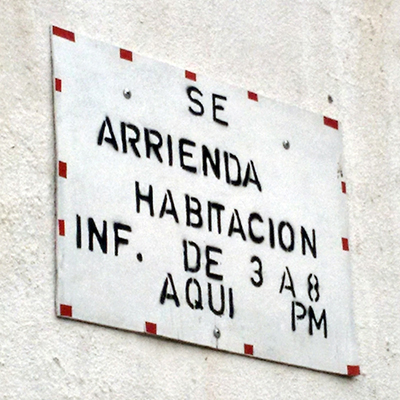 SE
ARRIENDA
HABITACION
INF. DE 3 A 8
AQUI PM